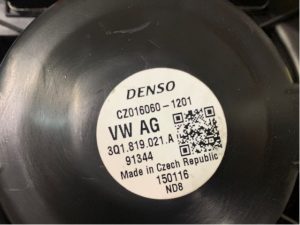 DENSO
CZ016060-1201
VW AG
3Q1.819.021.A
91344
Made in Czech Republic
150116
ND8